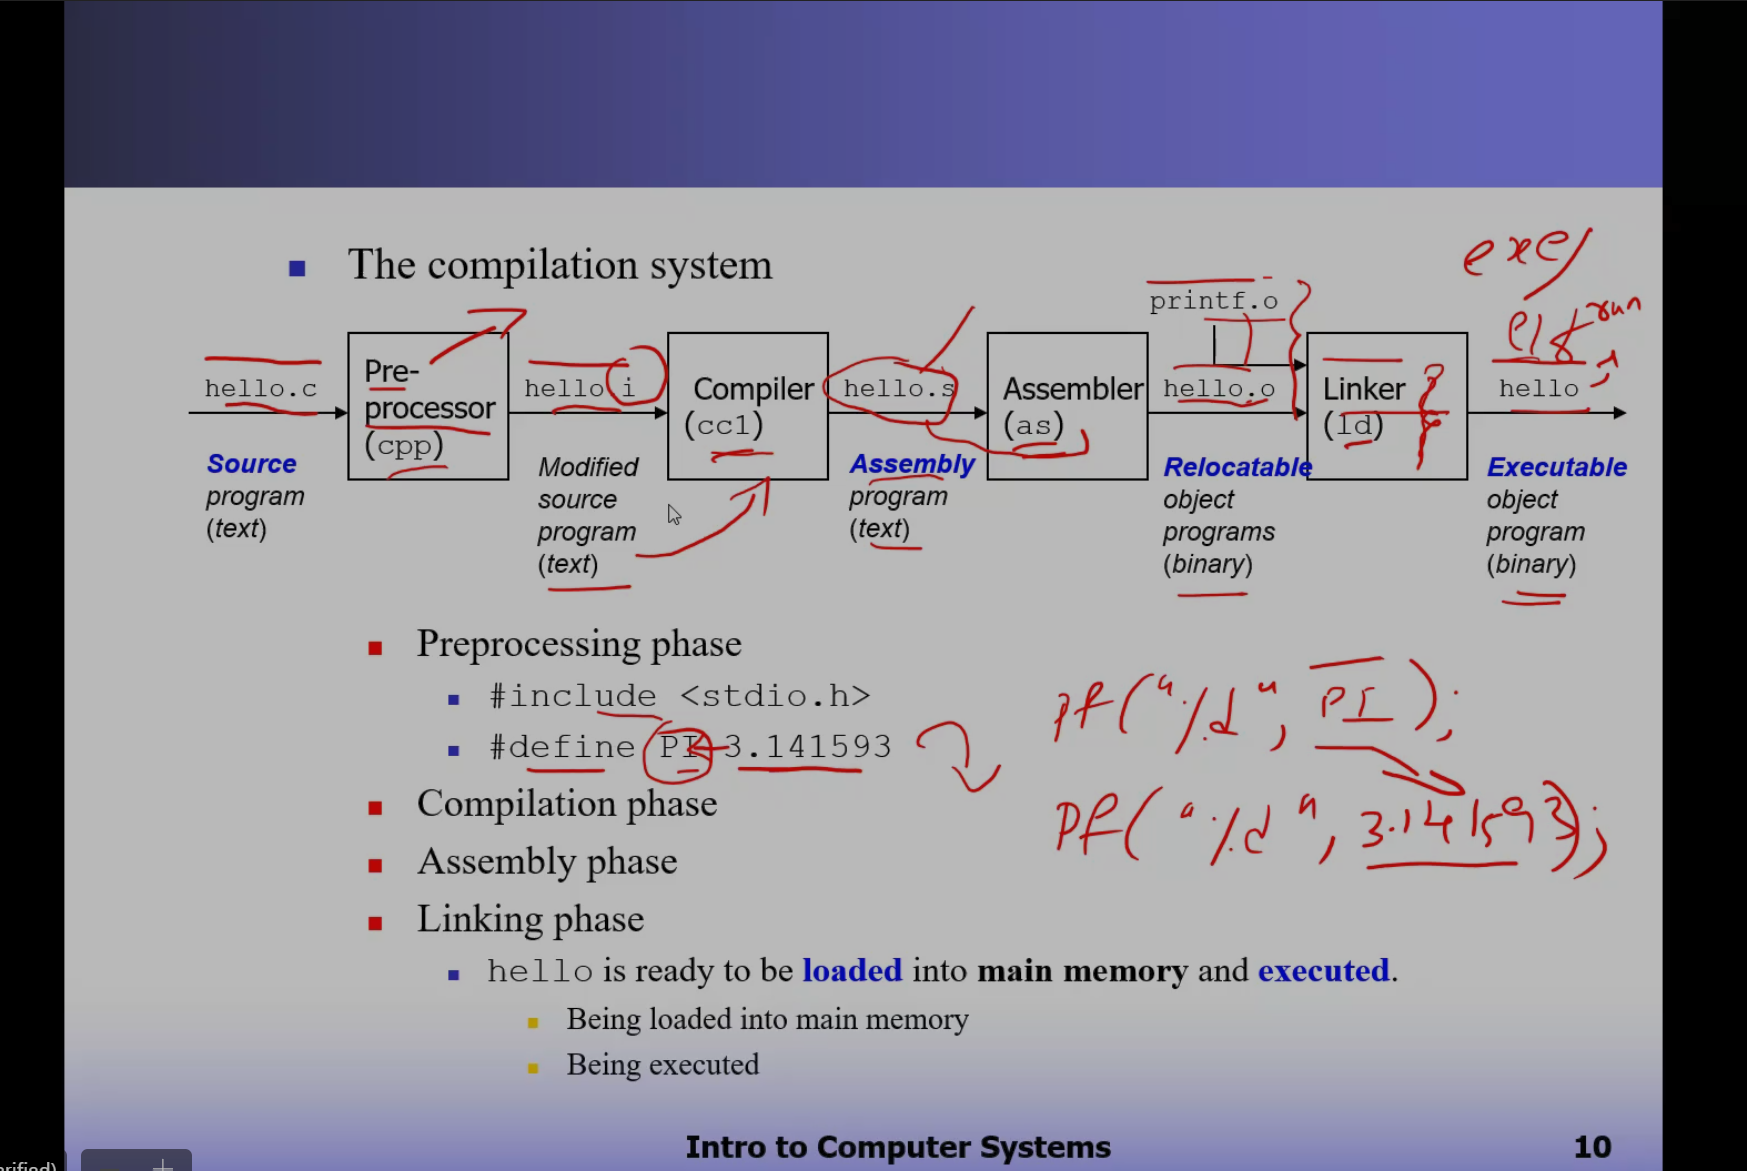 The compilation system
exe
printf.o
elf run
hello.c
Pre-
processor
(cpp)
hello.i
Compiler
(cc1)
hello.s
Assembler
(as)
hello.o
Linker
(ld)
hello
Source
program
(text)
Modified
source
program
(text)
Assembly
program
(text)
Relocatable
object
programs
(binary)
Executable
object
program
(binary)
Preprocessing phase
#include <stdio.h>
#define PI 3.141593
Pf("%d", PI);
Pf("%d", 3.141593);
Compilation phase
Assembly phase
Linking phase
hello is ready to be loaded into main memory and executed.
Being loaded into main memory
Being executed
Intro to Computer Systems
10